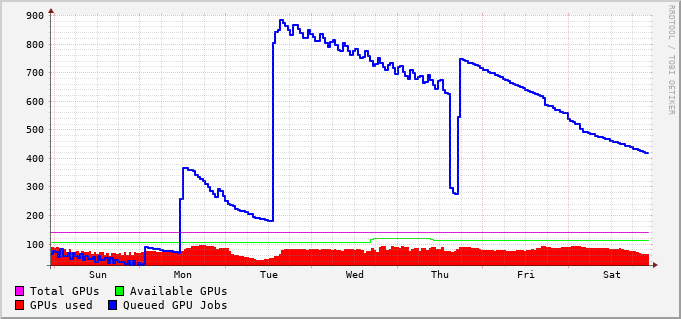 900
800
700
600
500
400
300
200
100
Sun Mon Tue Wed Thu Fri Sat
Total GPUs Available GPUs
GPUs used Queued GPU Jobs
RRDTOOL / TOBI OETIKER